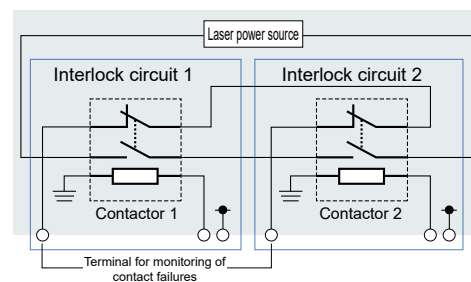 Laser power source
Interlock circuit 1
Interlock circuit 2
Contactor 1
Contactor 2
Terminal for monitoring of
contact failures